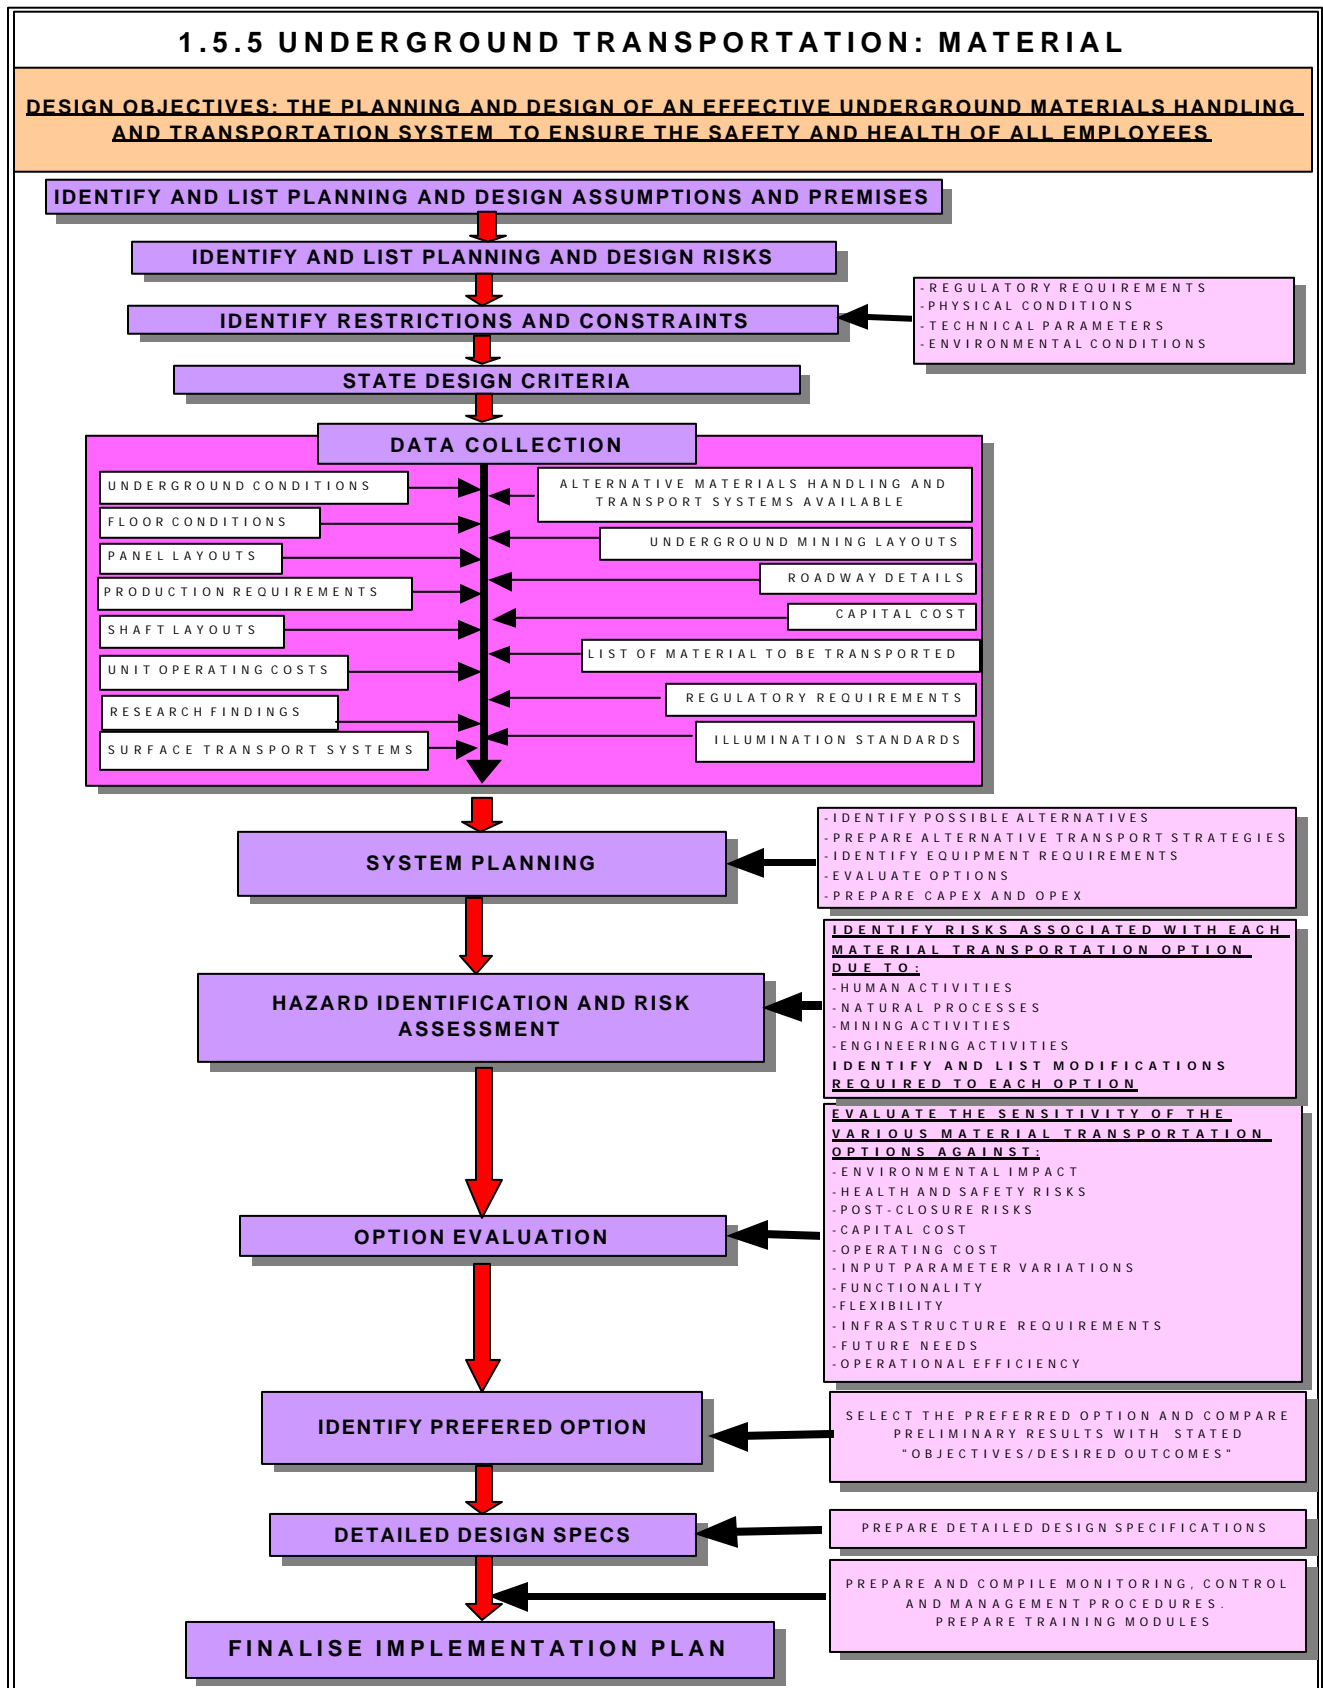 1.5.5 UNDERGROUND TRANSPORTATION: MATERIAL
DESIGN OBJECTIVES: THE PLANNING AND DESIGN OF AN EFFECTIVE UNDERGROUND MATERIALS HANDLING
AND TRANSPORTATION SYSTEM TO ENSURE THE SAFETY AND HEALTH OF ALL EMPLOYEES
IDENTIFY AND LIST PLANNING AND DESIGN ASSUMPTIONS AND PREMISES
IDENTIFY AND LIST PLANNING AND DESIGN RISKS
IDENTIFY RESTRICTIONS AND CONSTRAINTS
-REGULATORY REQUIREMENTS
-PHYSICAL CONDITIONS
-TECHNICAL PARAMETERS
-ENVIRONMENTAL CONDITIONS
STATE DESIGN CRITERIA
DATA COLLECTION
UNDERGROUND CONDITIONS
FLOOR CONDITIONS
PANEL LAYOUTS
PRODUCTION REQUIREMENTS
SHAFT LAYOUTS
UNIT OPERATING COSTS
RESEARCH FINDINGS
SURFACE TRANSPORT SYSTEMS
ALTERNATIVE MATERIALS HANDLING AND
TRANSPORT SYSTEMS AVAILABLE
UNDERGROUND MINING LAYOUTS
ROADWAY DETAILS
CAPITAL COST
LIST OF MATERIAL TO BE TRANSPORTED
REGULATORY REQUIREMENTS
ILLUMINATION STANDARDS
SYSTEM PLANNING
-IDENTIFY POSSIBLE ALTERNATIVES
-PREPARE ALTERNATIVE TRANSPORT STRATEGIES
-IDENTIFY EQUIPMENT REQUIREMENTS
-EVALUATE OPTIONS
-PREPARE CAPEX AND OPEX
HAZARD IDENTIFICATION AND RISK
ASSESSMENT
IDENTIFY RISKS ASSOCIATED WITH EACH
MATERIAL TRANSPORTATION OPTION
DUE TO:
-HUMAN ACTIVITIES
-NATURAL PROCESSES
-MINING ACTIVITIES
-ENGINEERING ACTIVITIES
IDENTIFY AND LIST MODIFICATIONS
REQUIRED TO EACH OPTION
OPTION EVALUATION
EVALUATE THE SENSITIVITY OF THE
VARIOUS MATERIAL TRANSPORTATION
OPTIONS AGAINST:
-ENVIRONMENTAL IMPACT
-HEALTH AND SAFETY RISKS
-POST-CLOSURE RISKS
-CAPITAL COST
-OPERATING COST
-INPUT PARAMETER VARIATIONS
-FUNCTIONALITY
-FLEXIBILITY
-INFRASTRUCTURE REQUIREMENTS
-FUTURE NEEDS
-OPERATIONAL EFFICIENCY
IDENTIFY PREFERED OPTION
SELECT THE PREFERRED OPTION AND COMPARE
PRELIMINARY RESULTS WITH STATED
"OBJECTIVES/DESIRED OUTCOMES"
DETAILED DESIGN SPECS
PREPARE DETAILED DESIGN SPECIFICATIONS
PREPARE AND COMPILE MONITORING, CONTROL
AND MANAGEMENT PROCEDURES.
PREPARE TRAINING MODULES
FINALISE IMPLEMENTATION PLAN